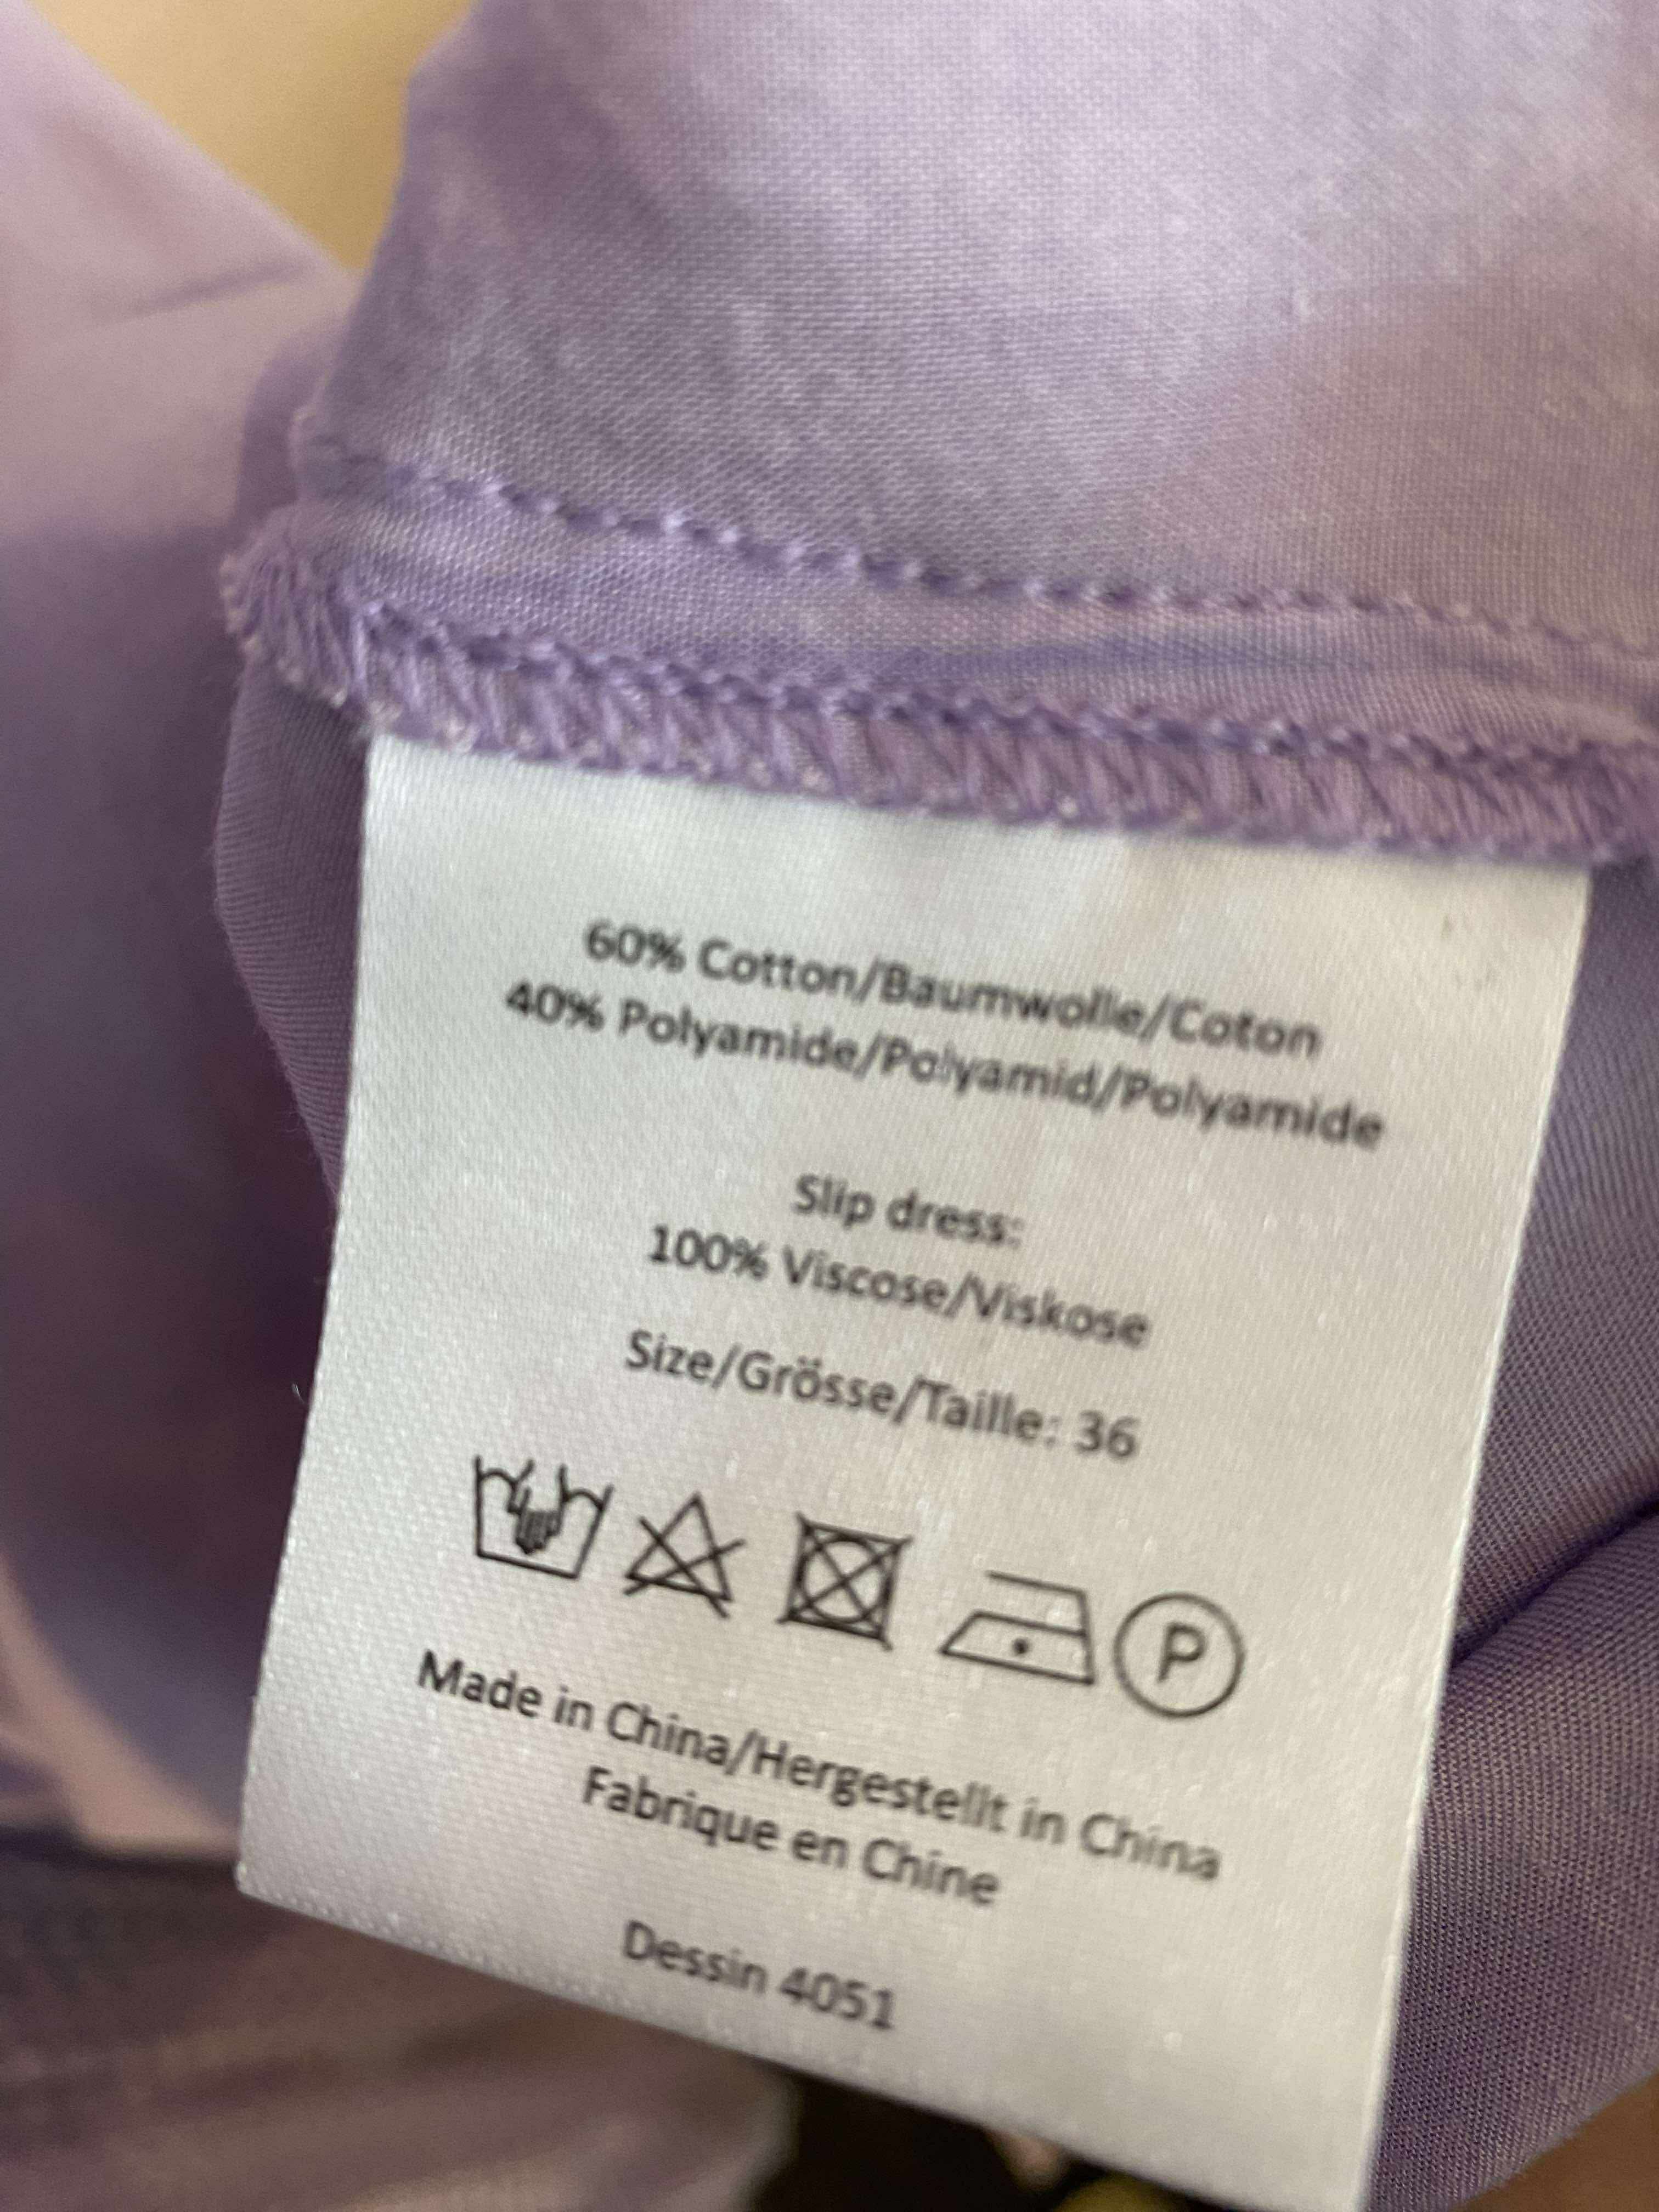 60% Cotton/Baumwolle/Coton
40% Polyamide/Polyamid/Polyamide
Slip dress:
100% Viscose/Viskose
Size/Grösse/Taille: 36
P
Made in China/Hergestellt in China
Fabrique en Chine
Dessin 4051